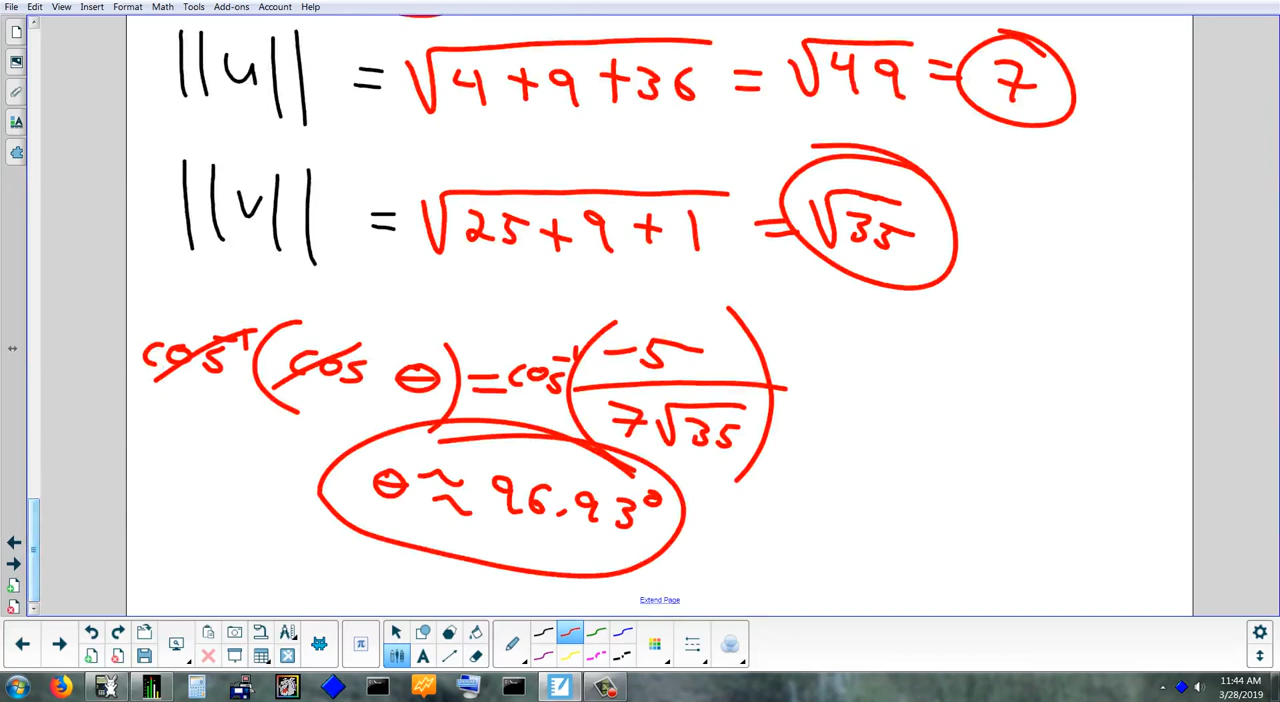 File Edit View Insert Format Math Tools Add-ons Account Help
||u|| = √4+9+36 = √49 = 7
||v|| = √25+9+1 = √35
cos⁻¹(cos θ) = cos⁻¹(-5 / 7√35)
θ ≈ 96.93°
Extend Page
π
A
11:44 AM
3/28/2019